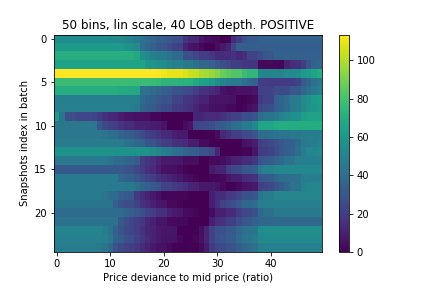 50 bins, lin scale, 40 LOB depth. POSITIVE
Snapshots index in batch
0
5
10
15
20
0 10 20 30 40
Price deviance to mid price (ratio)
100
80
60
40
20
0